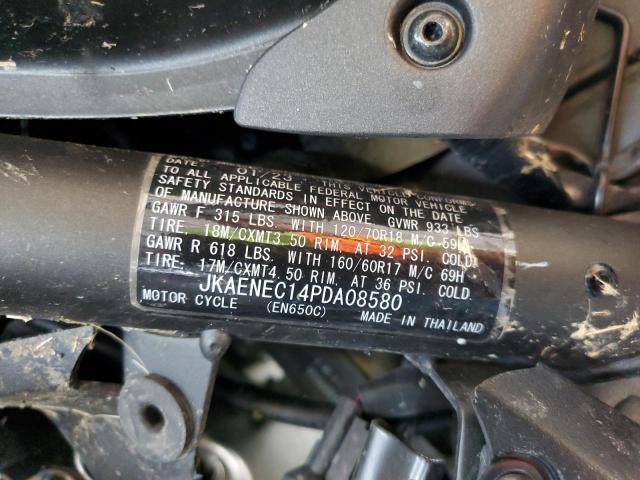 DATE: 01/23 THIS VEHICLE CONFORMS
TO ALL APPLICABLE FEDERAL MOTOR VEHICLE
SAFETY STANDARDS IN EFFECT ON THE DATE
OF MANUFACTURE SHOWN ABOVE. GVWR 933 LBS
GAWR F 315 LBS. WITH 120/70R18 M/C 59H
TIRE, 18M/CXMT3.50 RIM, AT 32 PSI. COLD.
GAWR R 618 LBS. WITH 160/60R17 M/C 69H
TIRE, 17M/CXMT4.50 RIM, AT 36 PSI. COLD.
JKAENEC14PDA08580
MOTOR CYCLE (EN650C) MADE IN THAILAND